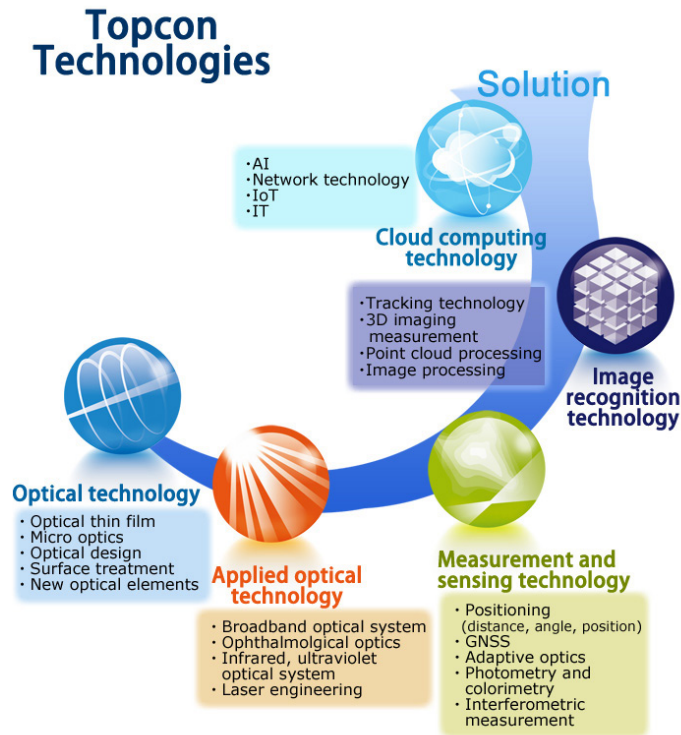 Topcon
Technologies
Solution
・AI
・Network technology
・IoT
・IT
Cloud computing
technology
・Tracking technology
・3D imaging
measurement
・Point cloud processing
・Image processing
Image
recognition
technology
Optical technology
・Optical thin film
・Micro optics
・Optical design
・Surface treatment
・New optical elements
Applied optical
technology
・Broadband optical system
・Ophthalmolgical optics
・Infrared, ultraviolet
optical system
・Laser engineering
Measurement and
sensing technology
・Positioning
(distance, angle, position)
・GNSS
・Adaptive optics
・Photometry and
colorimetry
・Interferometric
measurement